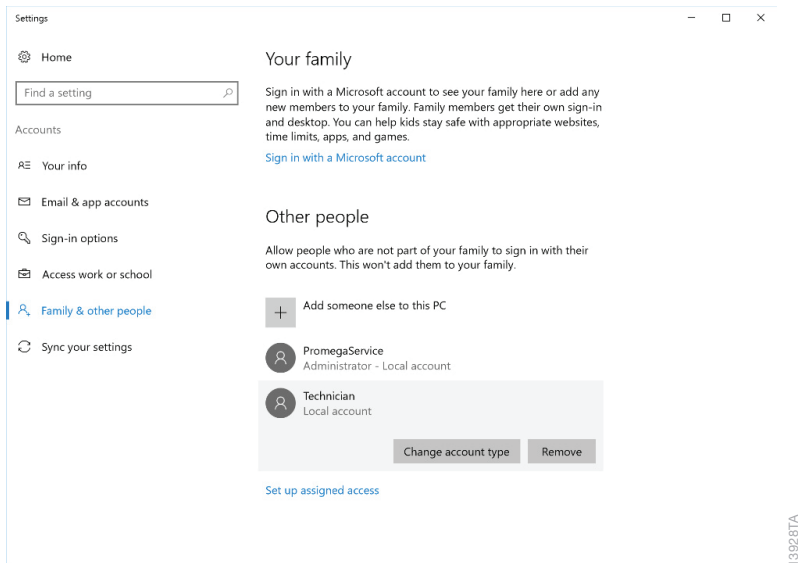 Settings
Home
Find a setting
Accounts
Your info
Email & app accounts
Sign-in options
Access work or school
Family & other people
Sync your settings
Your family
Sign in with a Microsoft account to see your family here or add any
new members to your family. Family members get their own sign-in
and desktop. You can help kids stay safe with appropriate websites,
time limits, apps, and games.
Sign in with a Microsoft account
Other people
Allow people who are not part of your family to sign in with their
own accounts. This won't add them to your family.
Add someone else to this PC
PromegaService
Administrator - Local account
Technician
Local account
Change account type
Remove
Set up assigned access
13928TA